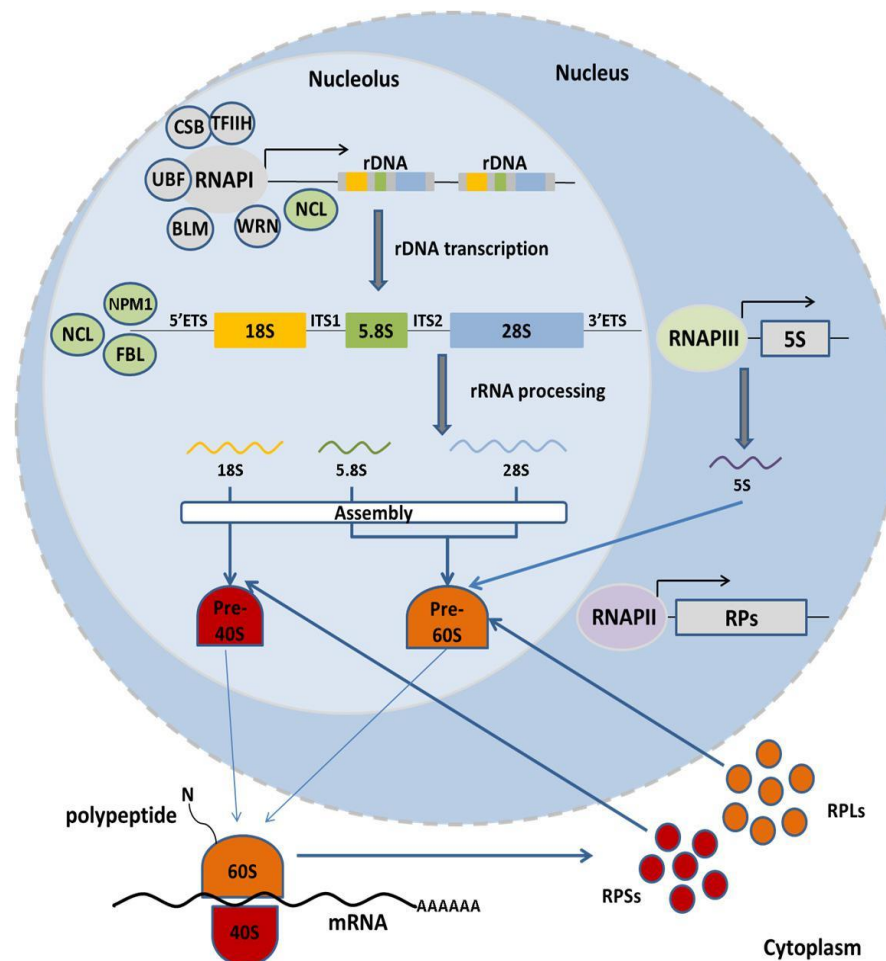 Nucleolus
Nucleus
CSB
TFIIH
UBF
RNAPI
BLM
WRN
NCL
rDNA
rDNA
rDNA transcription
NPM1
NCL
FBL
5'ETS
18S
ITS1
5.8S
ITS2
28S
3'ETS
RNAPIII
5S
rRNA processing
18S
5.8S
28S
5S
Assembly
Pre-
40S
Pre-
60S
RNAPII
RPs
N
polypeptide
60S
40S
mRNA
AAAAAA
RPLs
RPSs
Cytoplasm